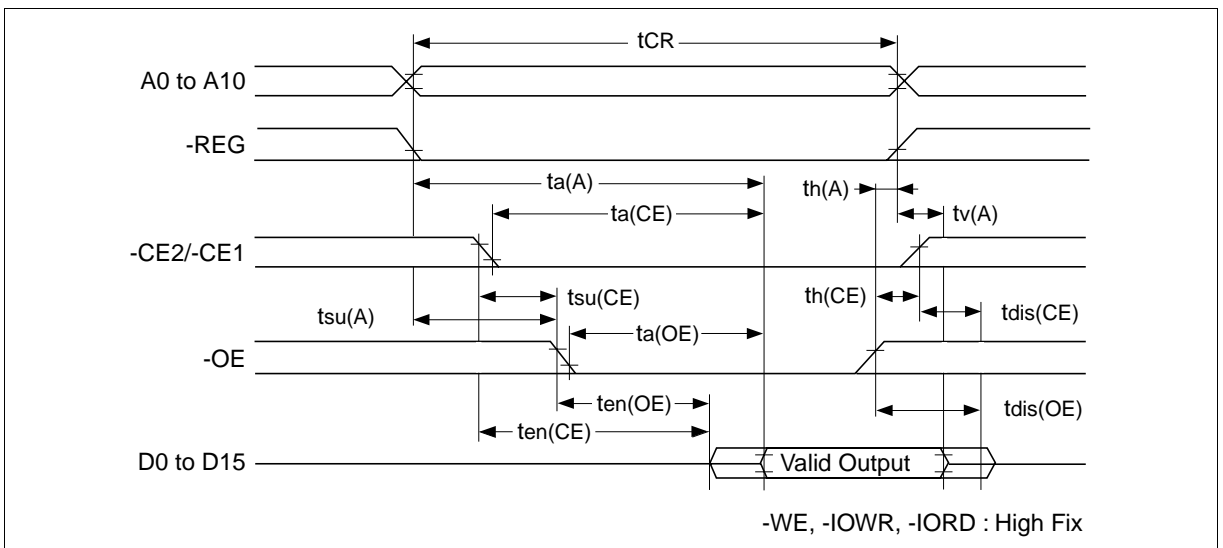 tCR
A0 to A10
-REG
ta(A)
th(A)
ta(CE)
tv(A)
-CE2/-CE1
tsu(CE)
th(CE)
tsu(A)
tdis(CE)
ta(OE)
-OE
ten(OE)
tdis(OE)
ten(CE)
D0 to D15
Valid Output
-WE, -IOWR, -IORD : High Fix